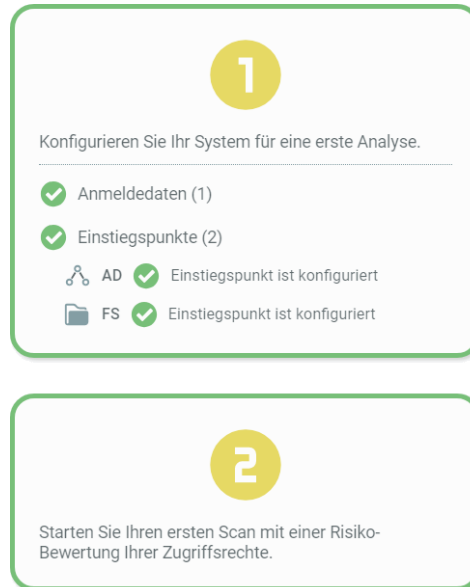 1
Konfigurieren Sie Ihr System für eine erste Analyse.
Anmeldedaten (1)
Einstiegspunkte (2)
AD Einstiegspunkt ist konfiguriert
FS Einstiegspunkt ist konfiguriert
2
Starten Sie Ihren ersten Scan mit einer Risiko-
Bewertung Ihrer Zugriffsrechte.